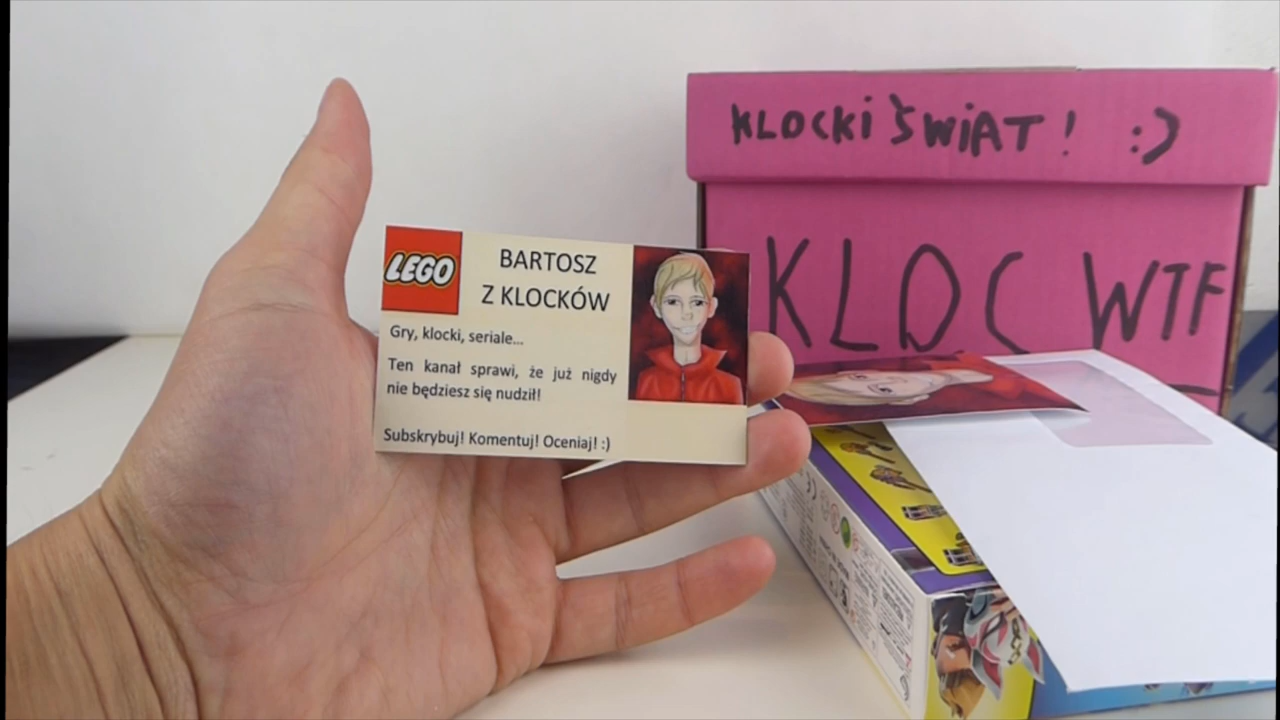 KLOCKI ŚWIAT! :)
KLOC WTF
LEGO
BARTOSZ
Z KLOCKÓW
Gry, klocki, seriale...
Ten kanał sprawi, że już nigdy
nie będziesz się nudził!
Subskrybuj! Komentuj! Oceniaj! :)